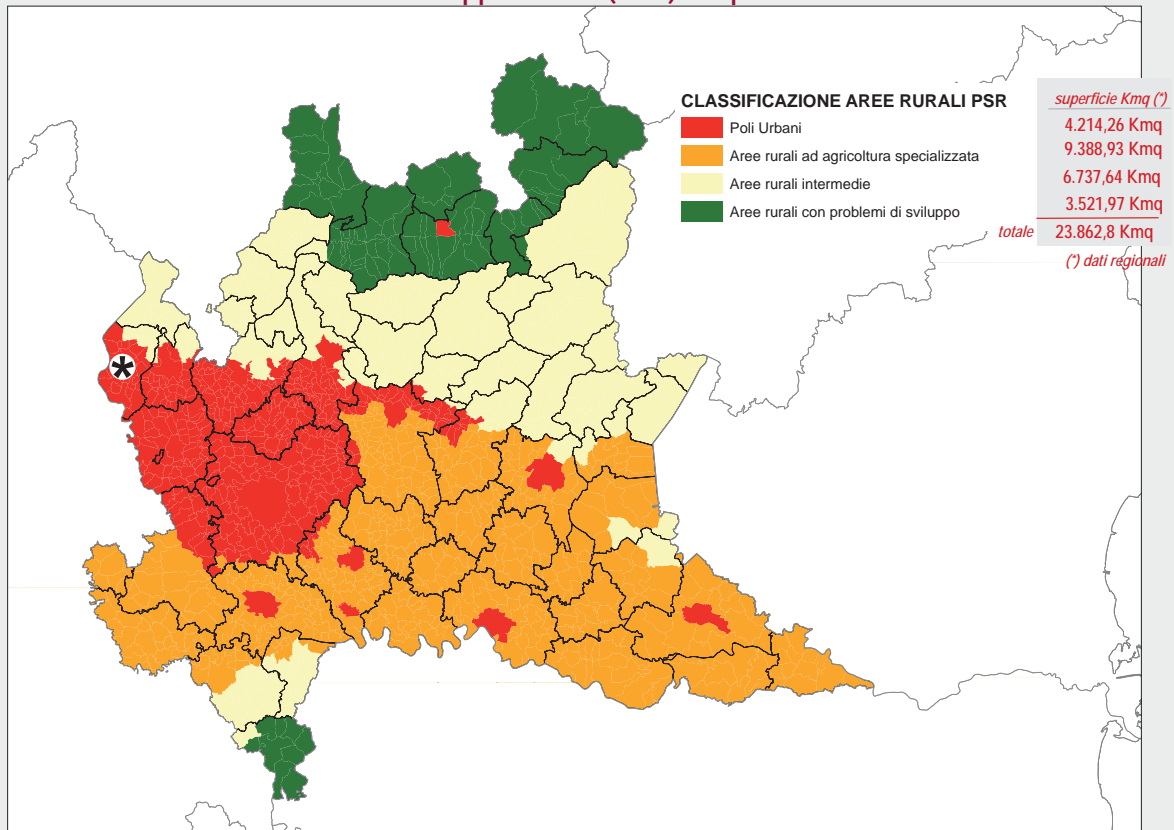 CLASSIFICAZIONE AREE RURALI PSR
superficie Kmq (*)
Poli Urbani
4.214,26 Kmq
Aree rurali ad agricoltura specializzata
9.388,93 Kmq
Aree rurali intermedie
6.737,64 Kmq
Aree rurali con problemi di sviluppo
3.521,97 Kmq
totale 23.862,8 Kmq
(*) dati regionali
*